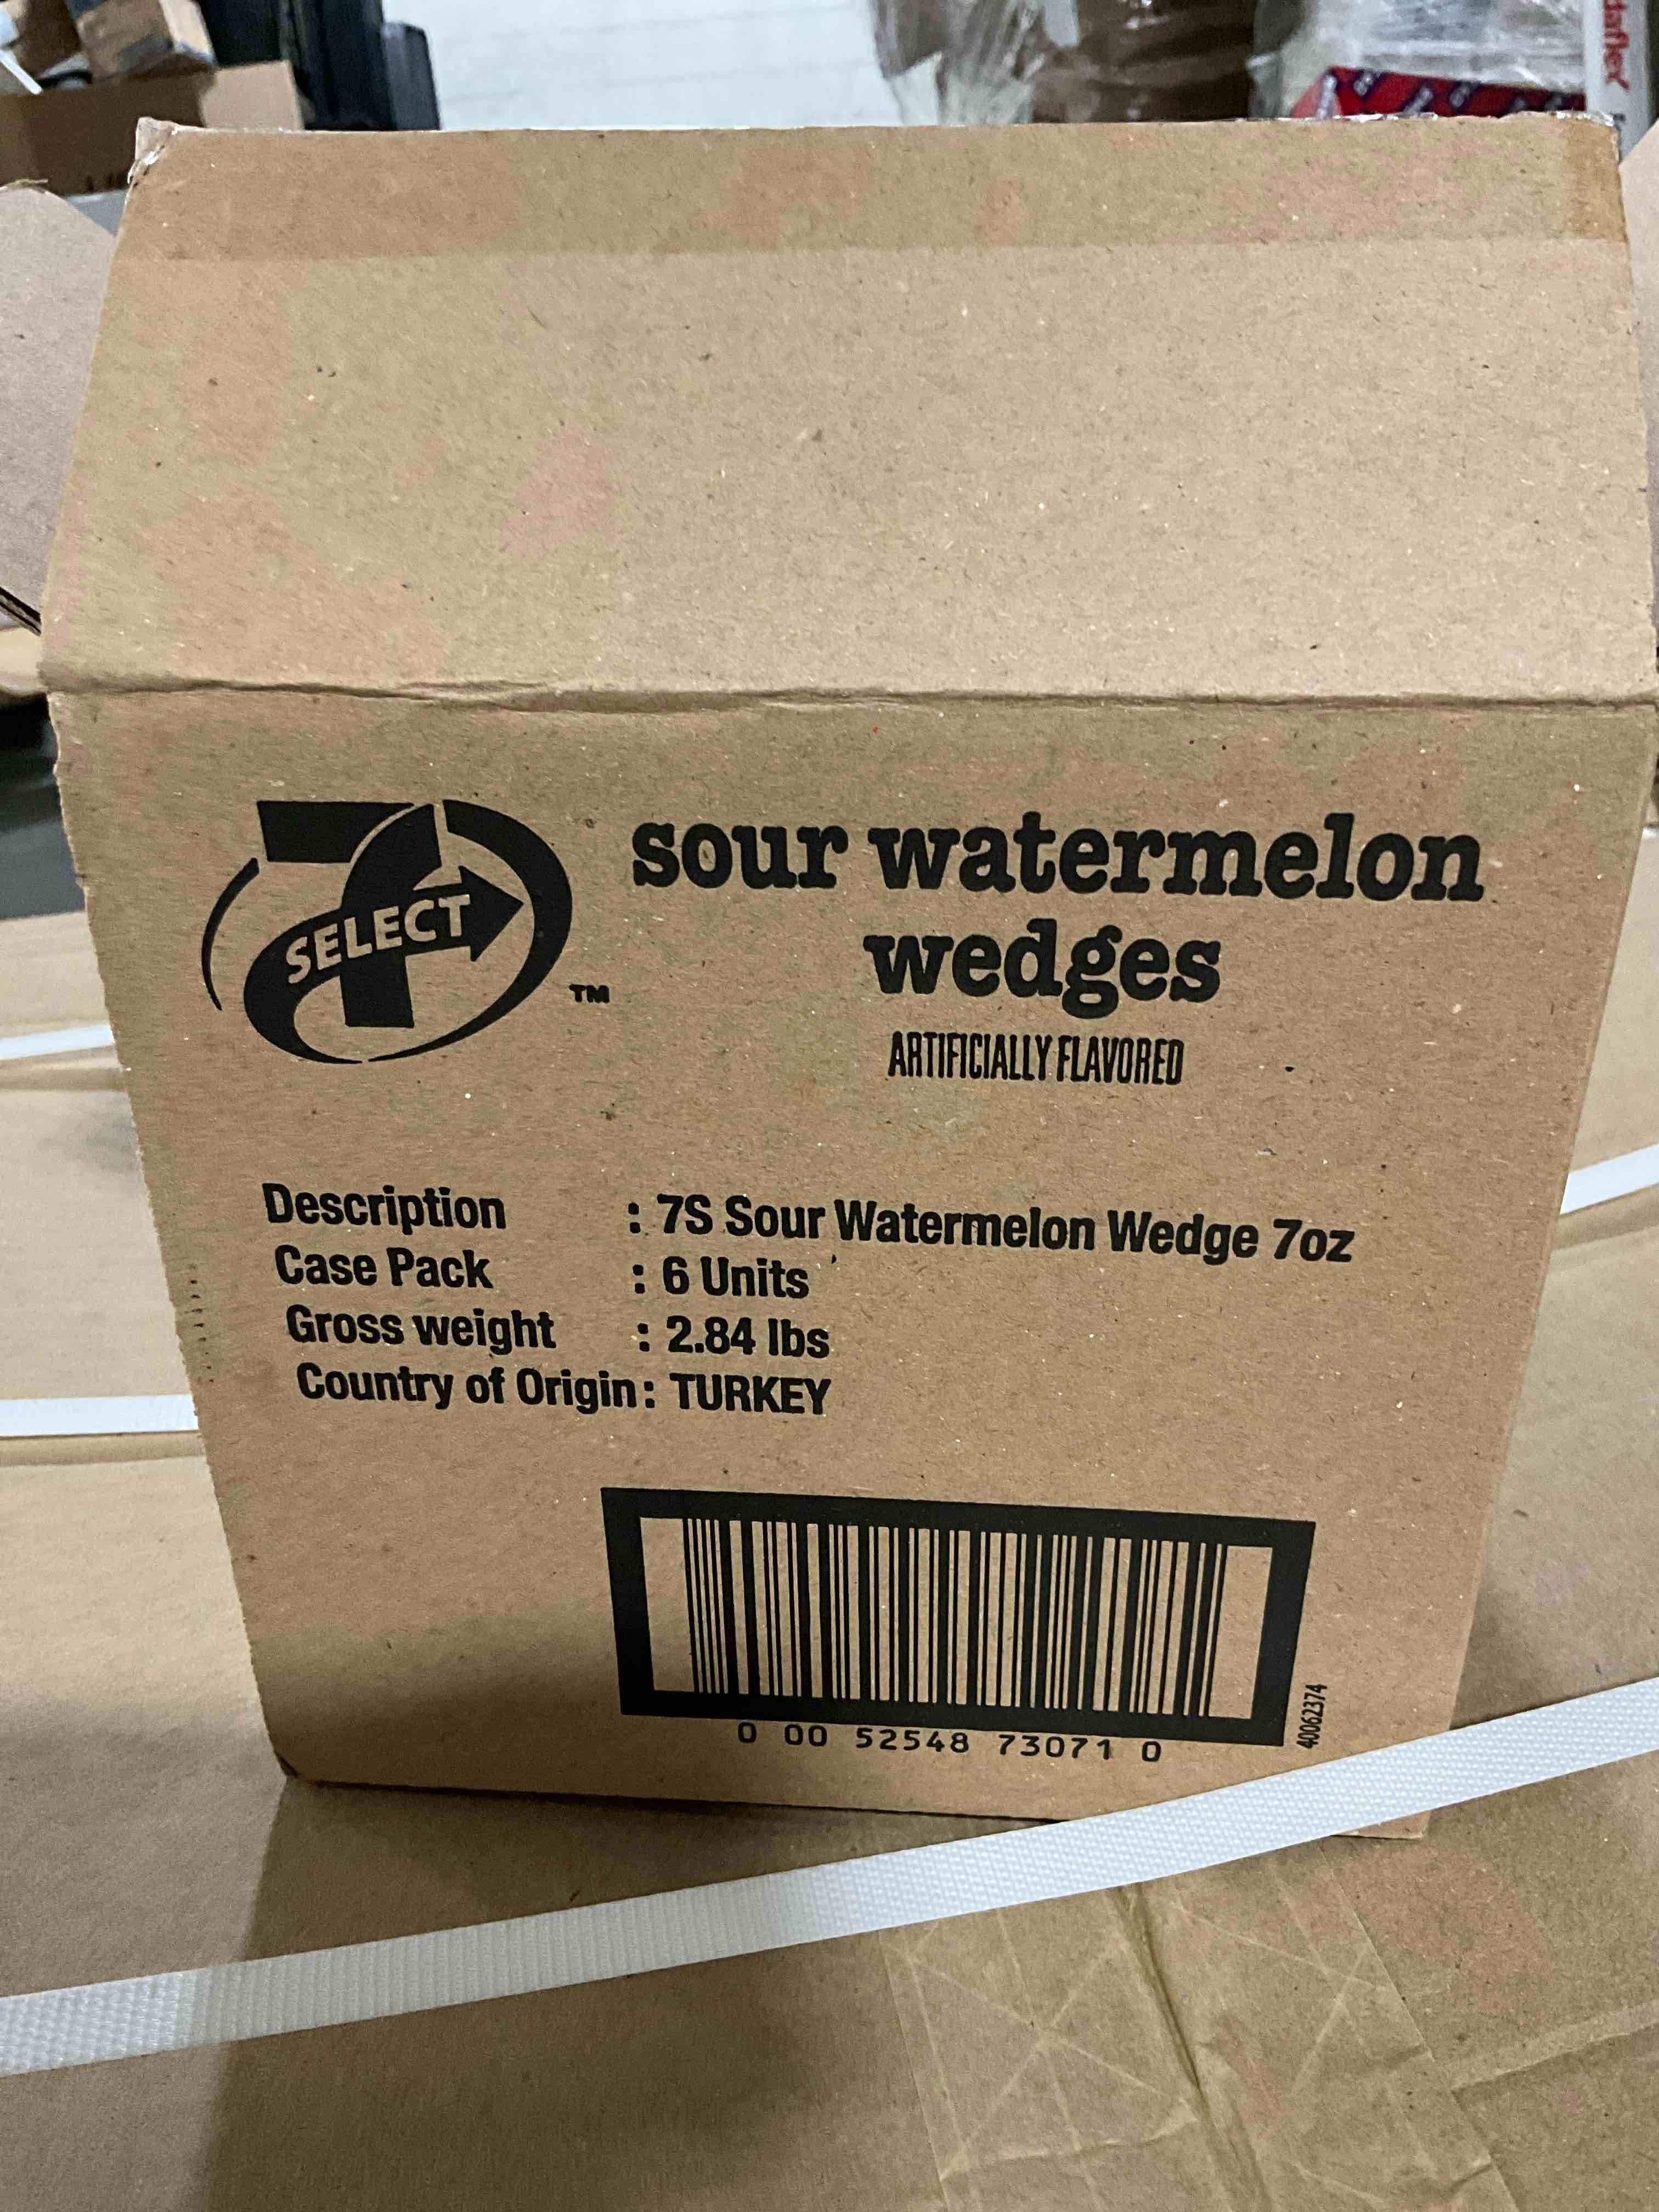 daflex
7
SELECT
TM
sour watermelon
wedges
ARTIFICIALLY FLAVORED
Description : 7S Sour Watermelon Wedge 7oz
Case Pack : 6 Units
Gross weight : 2.84 lbs
Country of Origin: TURKEY
0 00 52548 73071 0
40062374